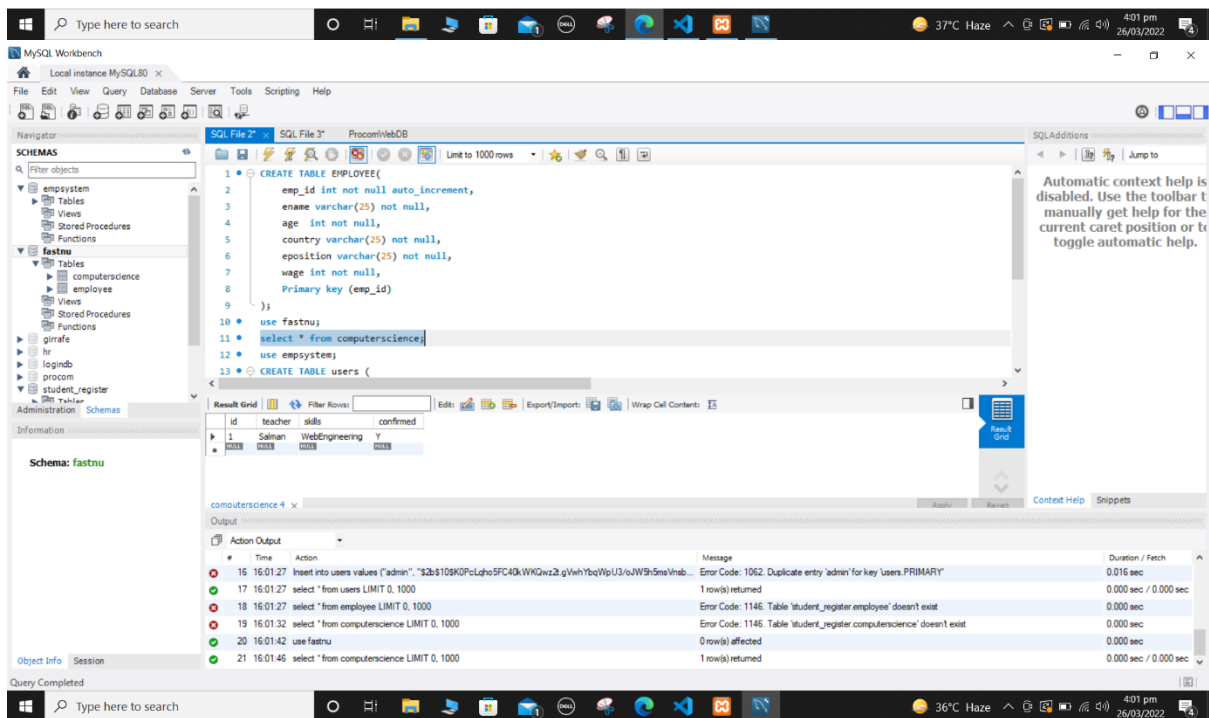 Type here to search
37°C Haze
4:01 pm
26/03/2022
MySQL Workbench
Local instance MySQL80
File Edit View Query Database Server Tools Scripting Help
Navigator
SCHEMAS
Filter objects
empsystem
Tables
Views
Stored Procedures
Functions
fastnu
Tables
computerscience
employee
Views
Stored Procedures
Functions
girrafe
hr
logindb
procom
student_register
Tables
Administration Schemas
Information
Schema: fastnu
Object Info Session
SQL File 2* SQL File 3* ProcomWebDB
Limit to 1000 rows
1 CREATE TABLE EMPLOYEE(
2 emp_id int not null auto_increment,
3 ename varchar(25) not null,
4 age int not null,
5 country varchar(25) not null,
6 eposition varchar(25) not null,
7 wage int not null,
8 Primary key (emp_id)
9 );
10 use fastnu;
11 select * from computerscience;
12 use empsystem;
13 CREATE TABLE users (
Result Grid Filter Rows: Edit: Export/Import: Wrap Cell Content:
id teacher skills confirmed
1 Salman WebEngineering Y
NULL NULL NULL NULL
Result Grid
computerscience 4
Apply Revert
SQLAdditions
Jump to
Automatic context help is
disabled. Use the toolbar t
manually get help for the
current caret position or to
toggle automatic help.
Context Help Snippets
Output
Action Output
# Time Action Message Duration / Fetch
16 16:01:27 Insert into users values ("admin", Error Code: 1062. Duplicate entry 'admin' for key 'users.PRIMARY' 0.016 sec
17 16:01:27 select * from users LIMIT 0, 1000 1 row(s) returned 0.000 sec / 0.000 sec
18 16:01:27 select * from employee LIMIT 0, 1000 Error Code: 1146. Table 'student_register.employee' doesn't exist 0.000 sec
19 16:01:32 select * from computerscience LIMIT 0, 1000 Error Code: 1146. Table 'student_register.computerscience' doesn't exist 0.000 sec
20 16:01:42 use fastnu 0 row(s) affected 0.000 sec
21 16:01:46 select * from computerscience LIMIT 0, 1000 1 row(s) returned 0.000 sec / 0.000 sec
Query Completed
Type here to search
36°C Haze
4:01 pm
26/03/2022